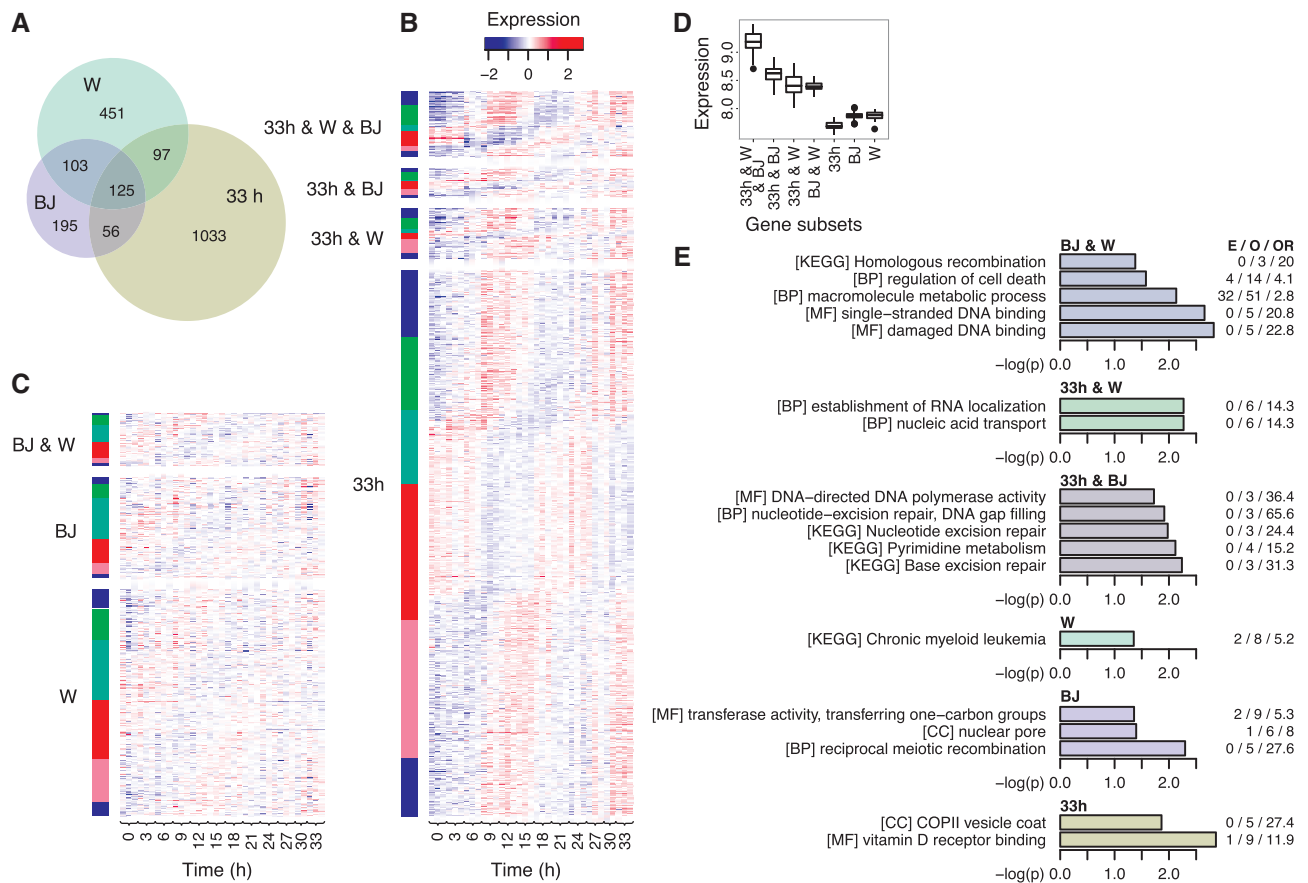 A
W
451
103
97
125
BJ
195
56
33 h
1033
B
Expression
−2 0 2
33h & W & BJ
33h & BJ
33h & W
33h
0 3 6 9 12 15 18 21 24 27 30 33
Time (h)
C
BJ & W
BJ
W
0 3 6 9 12 15 18 21 24 27 30 33
Time (h)
D
Expression
8.0 8.5 9.0
33h & W & BJ
33h & BJ
33h & W
BJ & W
33h
BJ
W
Gene subsets
E
BJ & W E / O / OR
[KEGG] Homologous recombination 0 / 3 / 20
[BP] regulation of cell death 4 / 14 / 4.1
[BP] macromolecule metabolic process 32 / 51 / 2.8
[MF] single−stranded DNA binding 0 / 5 / 20.8
[MF] damaged DNA binding 0 / 5 / 22.8
−log(p) 0.0 1.0 2.0
33h & W
[BP] establishment of RNA localization 0 / 6 / 14.3
[BP] nucleic acid transport 0 / 6 / 14.3
−log(p) 0.0 1.0 2.0
33h & BJ
[MF] DNA−directed DNA polymerase activity 0 / 3 / 36.4
[BP] nucleotide−excision repair, DNA gap filling 0 / 3 / 65.6
[KEGG] Nucleotide excision repair 0 / 3 / 24.4
[KEGG] Pyrimidine metabolism 0 / 4 / 15.2
[KEGG] Base excision repair 0 / 3 / 31.3
−log(p) 0.0 1.0 2.0
W
[KEGG] Chronic myeloid leukemia 2 / 8 / 5.2
−log(p) 0.0 1.0 2.0
BJ
[MF] transferase activity, transferring one−carbon groups 2 / 9 / 5.3
[CC] nuclear pore 1 / 6 / 8
[BP] reciprocal meiotic recombination 0 / 5 / 27.6
−log(p) 0.0 1.0 2.0
33h
[CC] COPII vesicle coat 0 / 5 / 27.4
[MF] vitamin D receptor binding 1 / 9 / 11.9
−log(p) 0.0 1.0 2.0